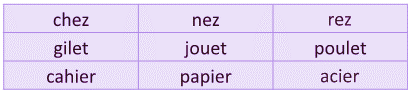 chez nez rez
gilet jouet poulet
cahier papier acier